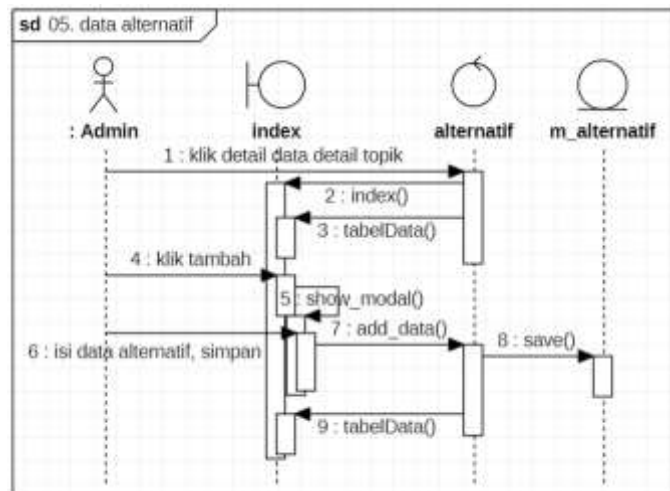 sd 05. data alternatif
: Admin
index
alternatif
m_alternatif
1 : klik detail data detail topik
2 : index()
3 : tabelData()
4 : klik tambah
5 : show_modal()
6 : isi data alternatif, simpan
7 : add_data()
8 : save()
9 : tabelData()